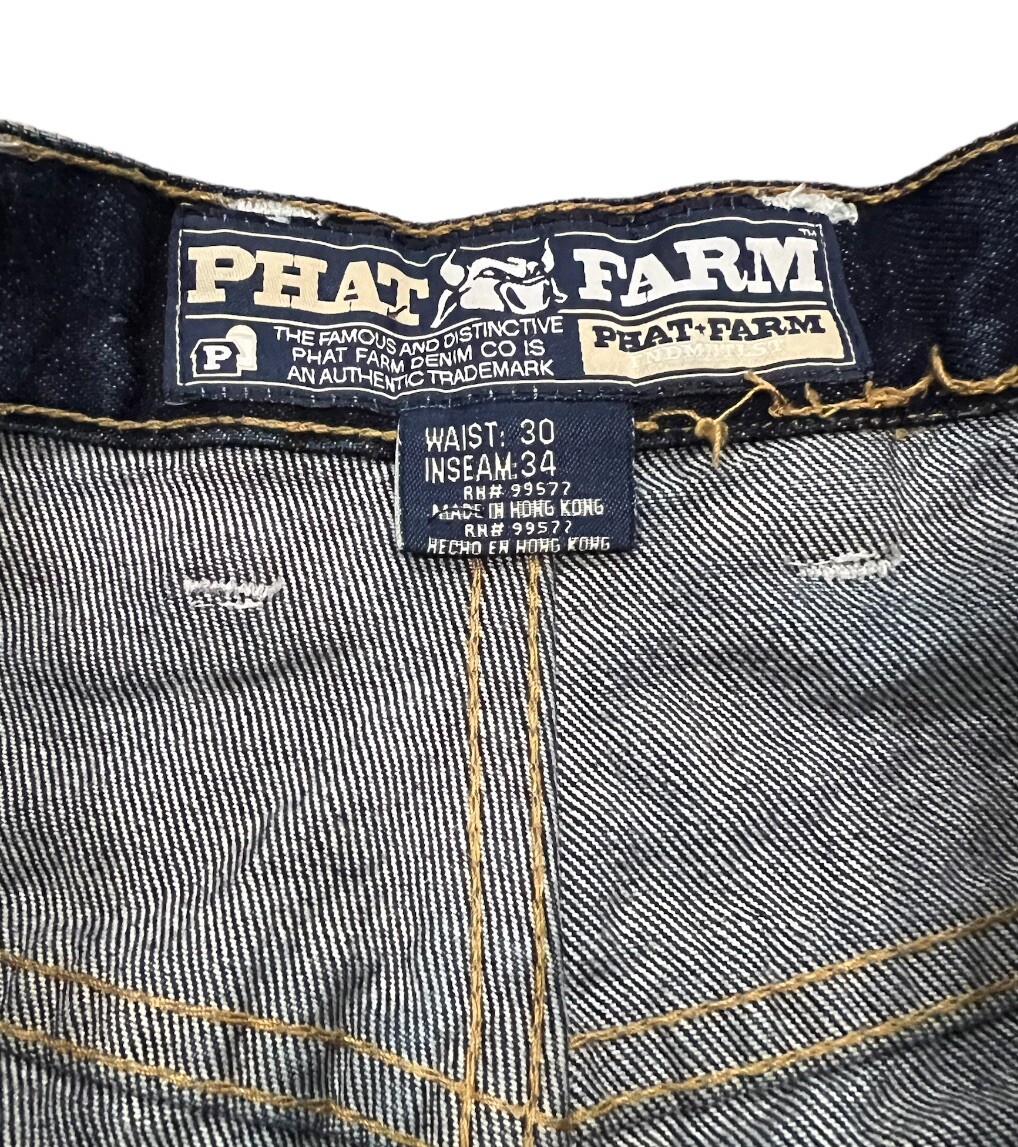 PHAT FARM™
P
THE FAMOUS AND DISTINCTIVE
PHAT FARM DENIM CO IS
AN AUTHENTIC TRADEMARK
PHAT FARM
WAIST: 30
INSEAM: 34
RN# 99577
MADE IN HONG KONG
RN# 99577
HECHO EN HONG KONG